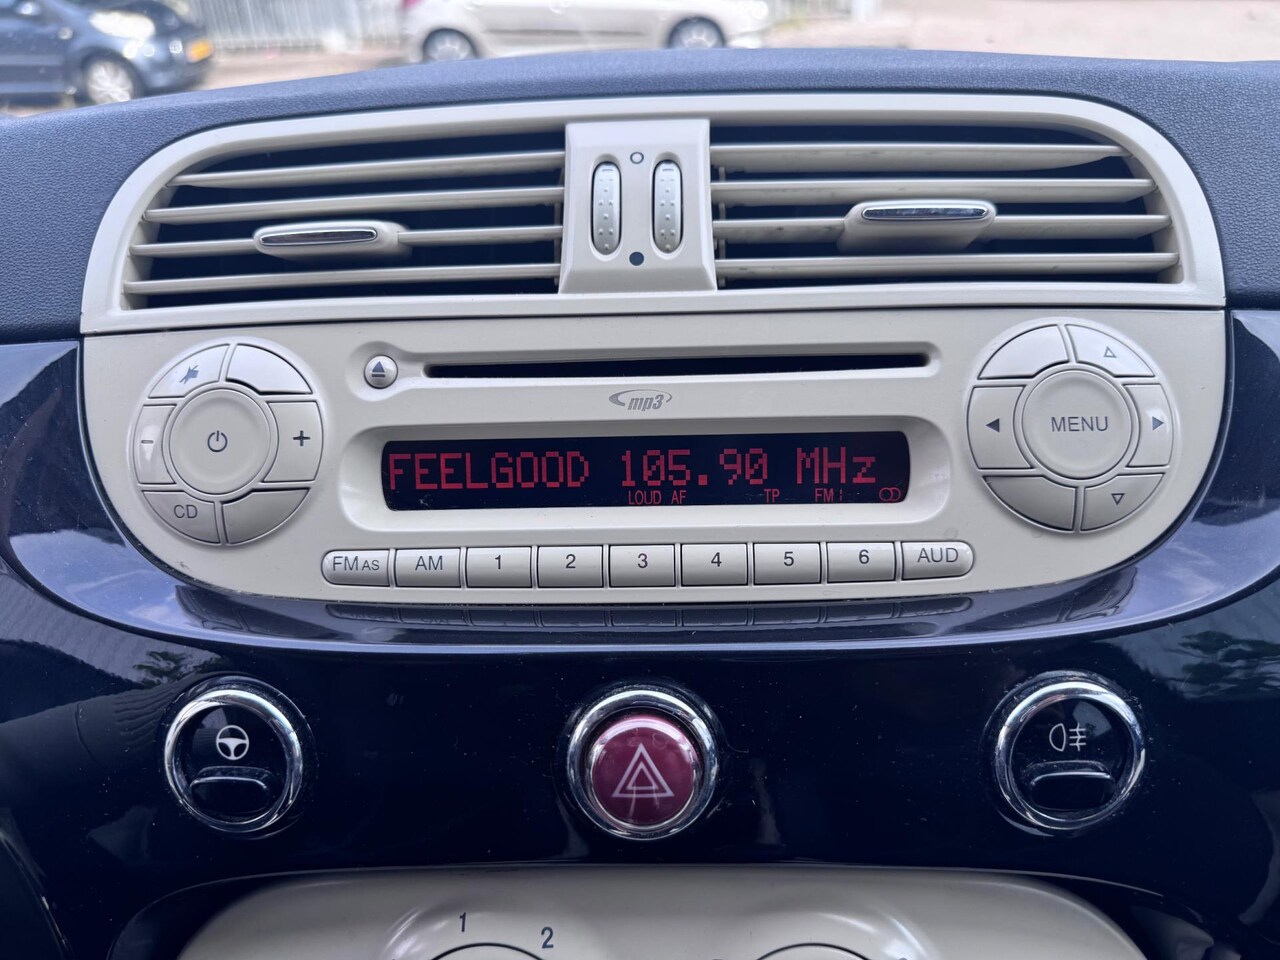 mp3
FEELGOOD 105.90 MHz
LOUD AF TP FM1
MENU
CD
FM AS AM 1 2 3 4 5 6 AUD
1 2